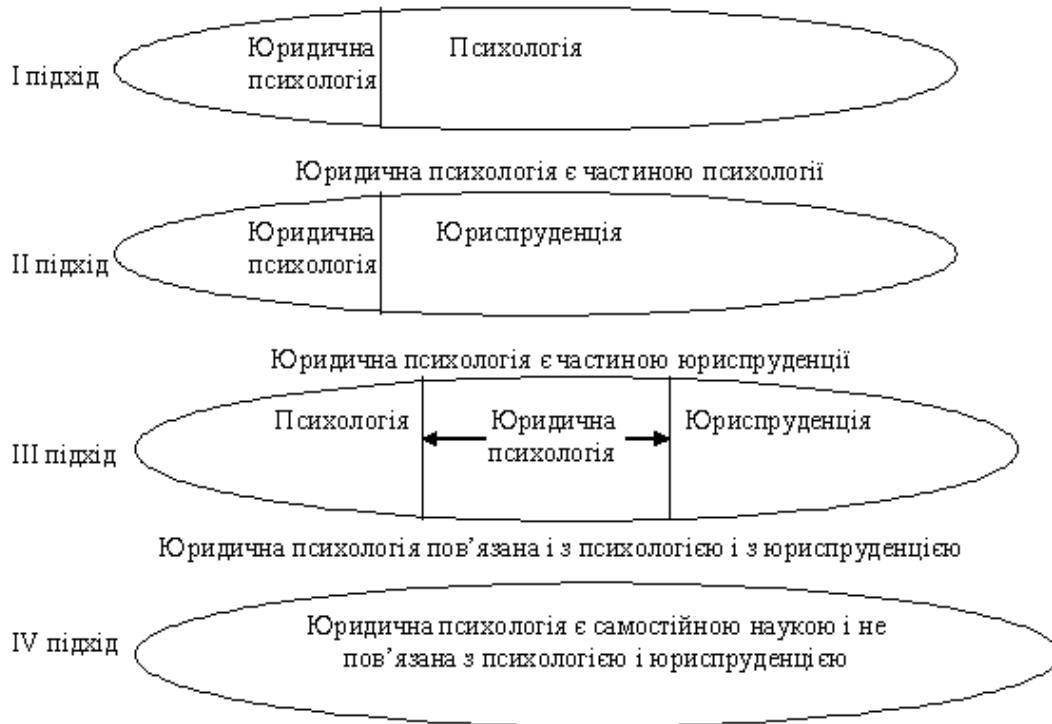 Юридична Психологія
І підхід
психологія
Юридична психологія є частиною психології
Юридична Юриспруденція
ІІ підхід
психологія
Юридична психологія є частиною юриспруденції
Психологія Юридична Юриспруденція
ІІІ підхід
психологія
Юридична психологія пов’язана і з психологією і з юриспруденцією
IV підхід
Юридична психологія є самостійною наукою і не
пов’язана з психологією і юриспруденцією